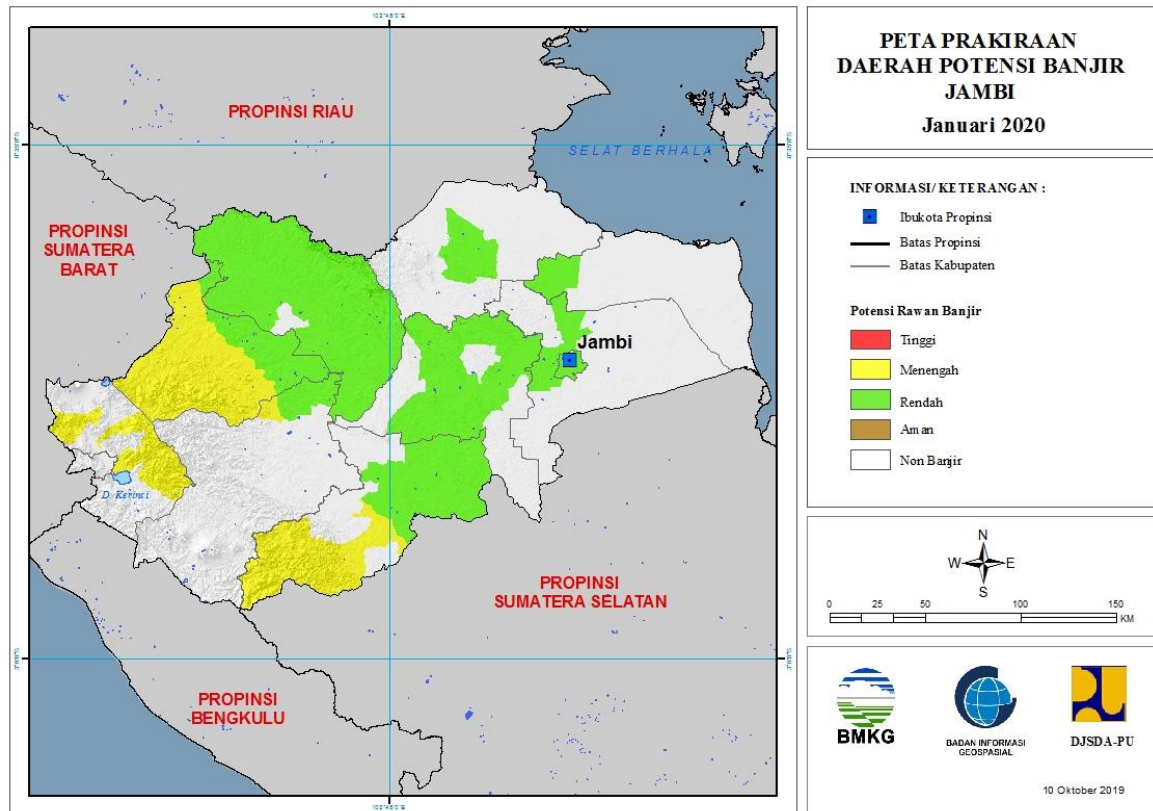 PROPINSI RIAU
SELAT BERHALA
PROPINSI
SUMATERA
BARAT
Jambi
D. Kerinci
PROPINSI
SUMATERA SELATAN
PROPINSI
BENGKULU
PETA PRAKIRAAN
DAERAH POTENSI BANJIR
JAMBI
Januari 2020
INFORMASI/ KETERANGAN :
Ibukota Propinsi
Batas Propinsi
Batas Kabupaten
Potensi Rawan Banjir
Tinggi
Menengah
Rendah
Aman
Non Banjir
N
W E
S
0 25 50 100 150
KM
BMKG
BADAN INFORMASI
GEOSPASIAL
DJSDA-PU
10 Oktober 2019